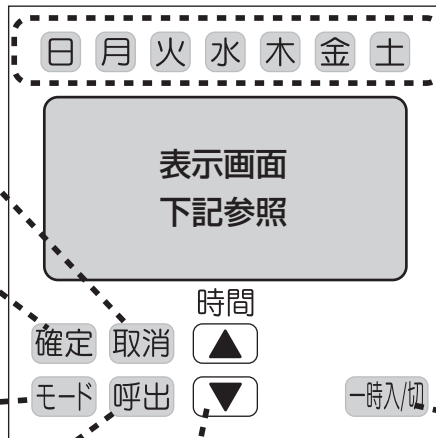 日 月 火 水 木 金 土
表示画面
下記参照
時間
確定 取消 ▲
モード 呼出 ▼ 一時入/切